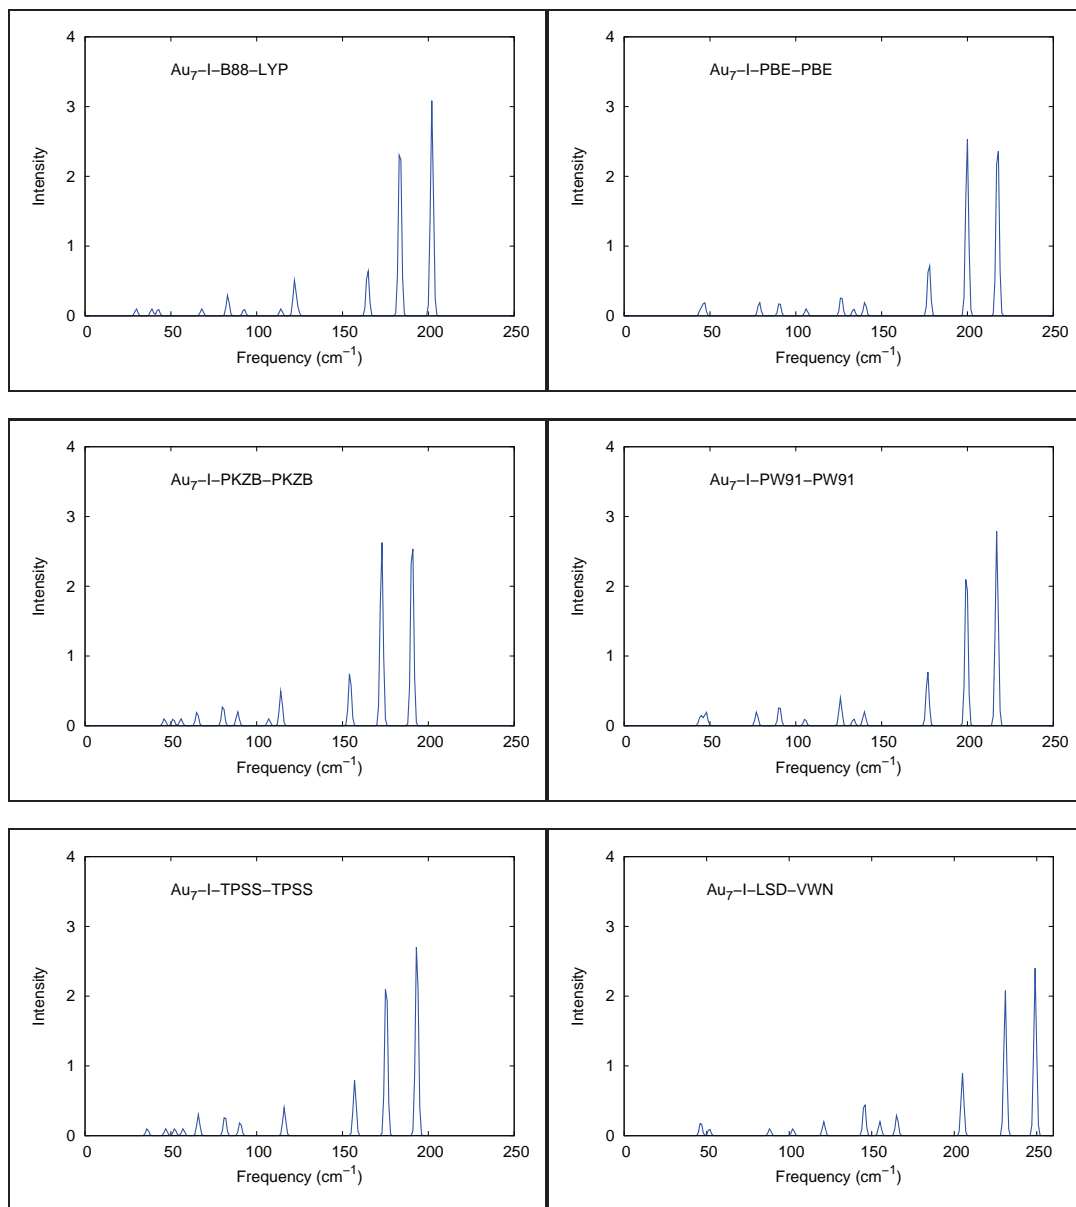 Au7–I–B88–LYP
Intensity
4
3
2
1
0
0 50 100 150 200 250
Frequency (cm−1)
Au7–I–PBE–PBE
Intensity
4
3
2
1
0
0 50 100 150 200 250
Frequency (cm−1)
Au7–I–PKZB–PKZB
Intensity
4
3
2
1
0
0 50 100 150 200 250
Frequency (cm−1)
Au7–I–PW91–PW91
Intensity
4
3
2
1
0
0 50 100 150 200 250
Frequency (cm−1)
Au7–I–TPSS–TPSS
Intensity
4
3
2
1
0
0 50 100 150 200 250
Frequency (cm−1)
Au7–I–LSD–VWN
Intensity
4
3
2
1
0
0 50 100 150 200 250
Frequency (cm−1)